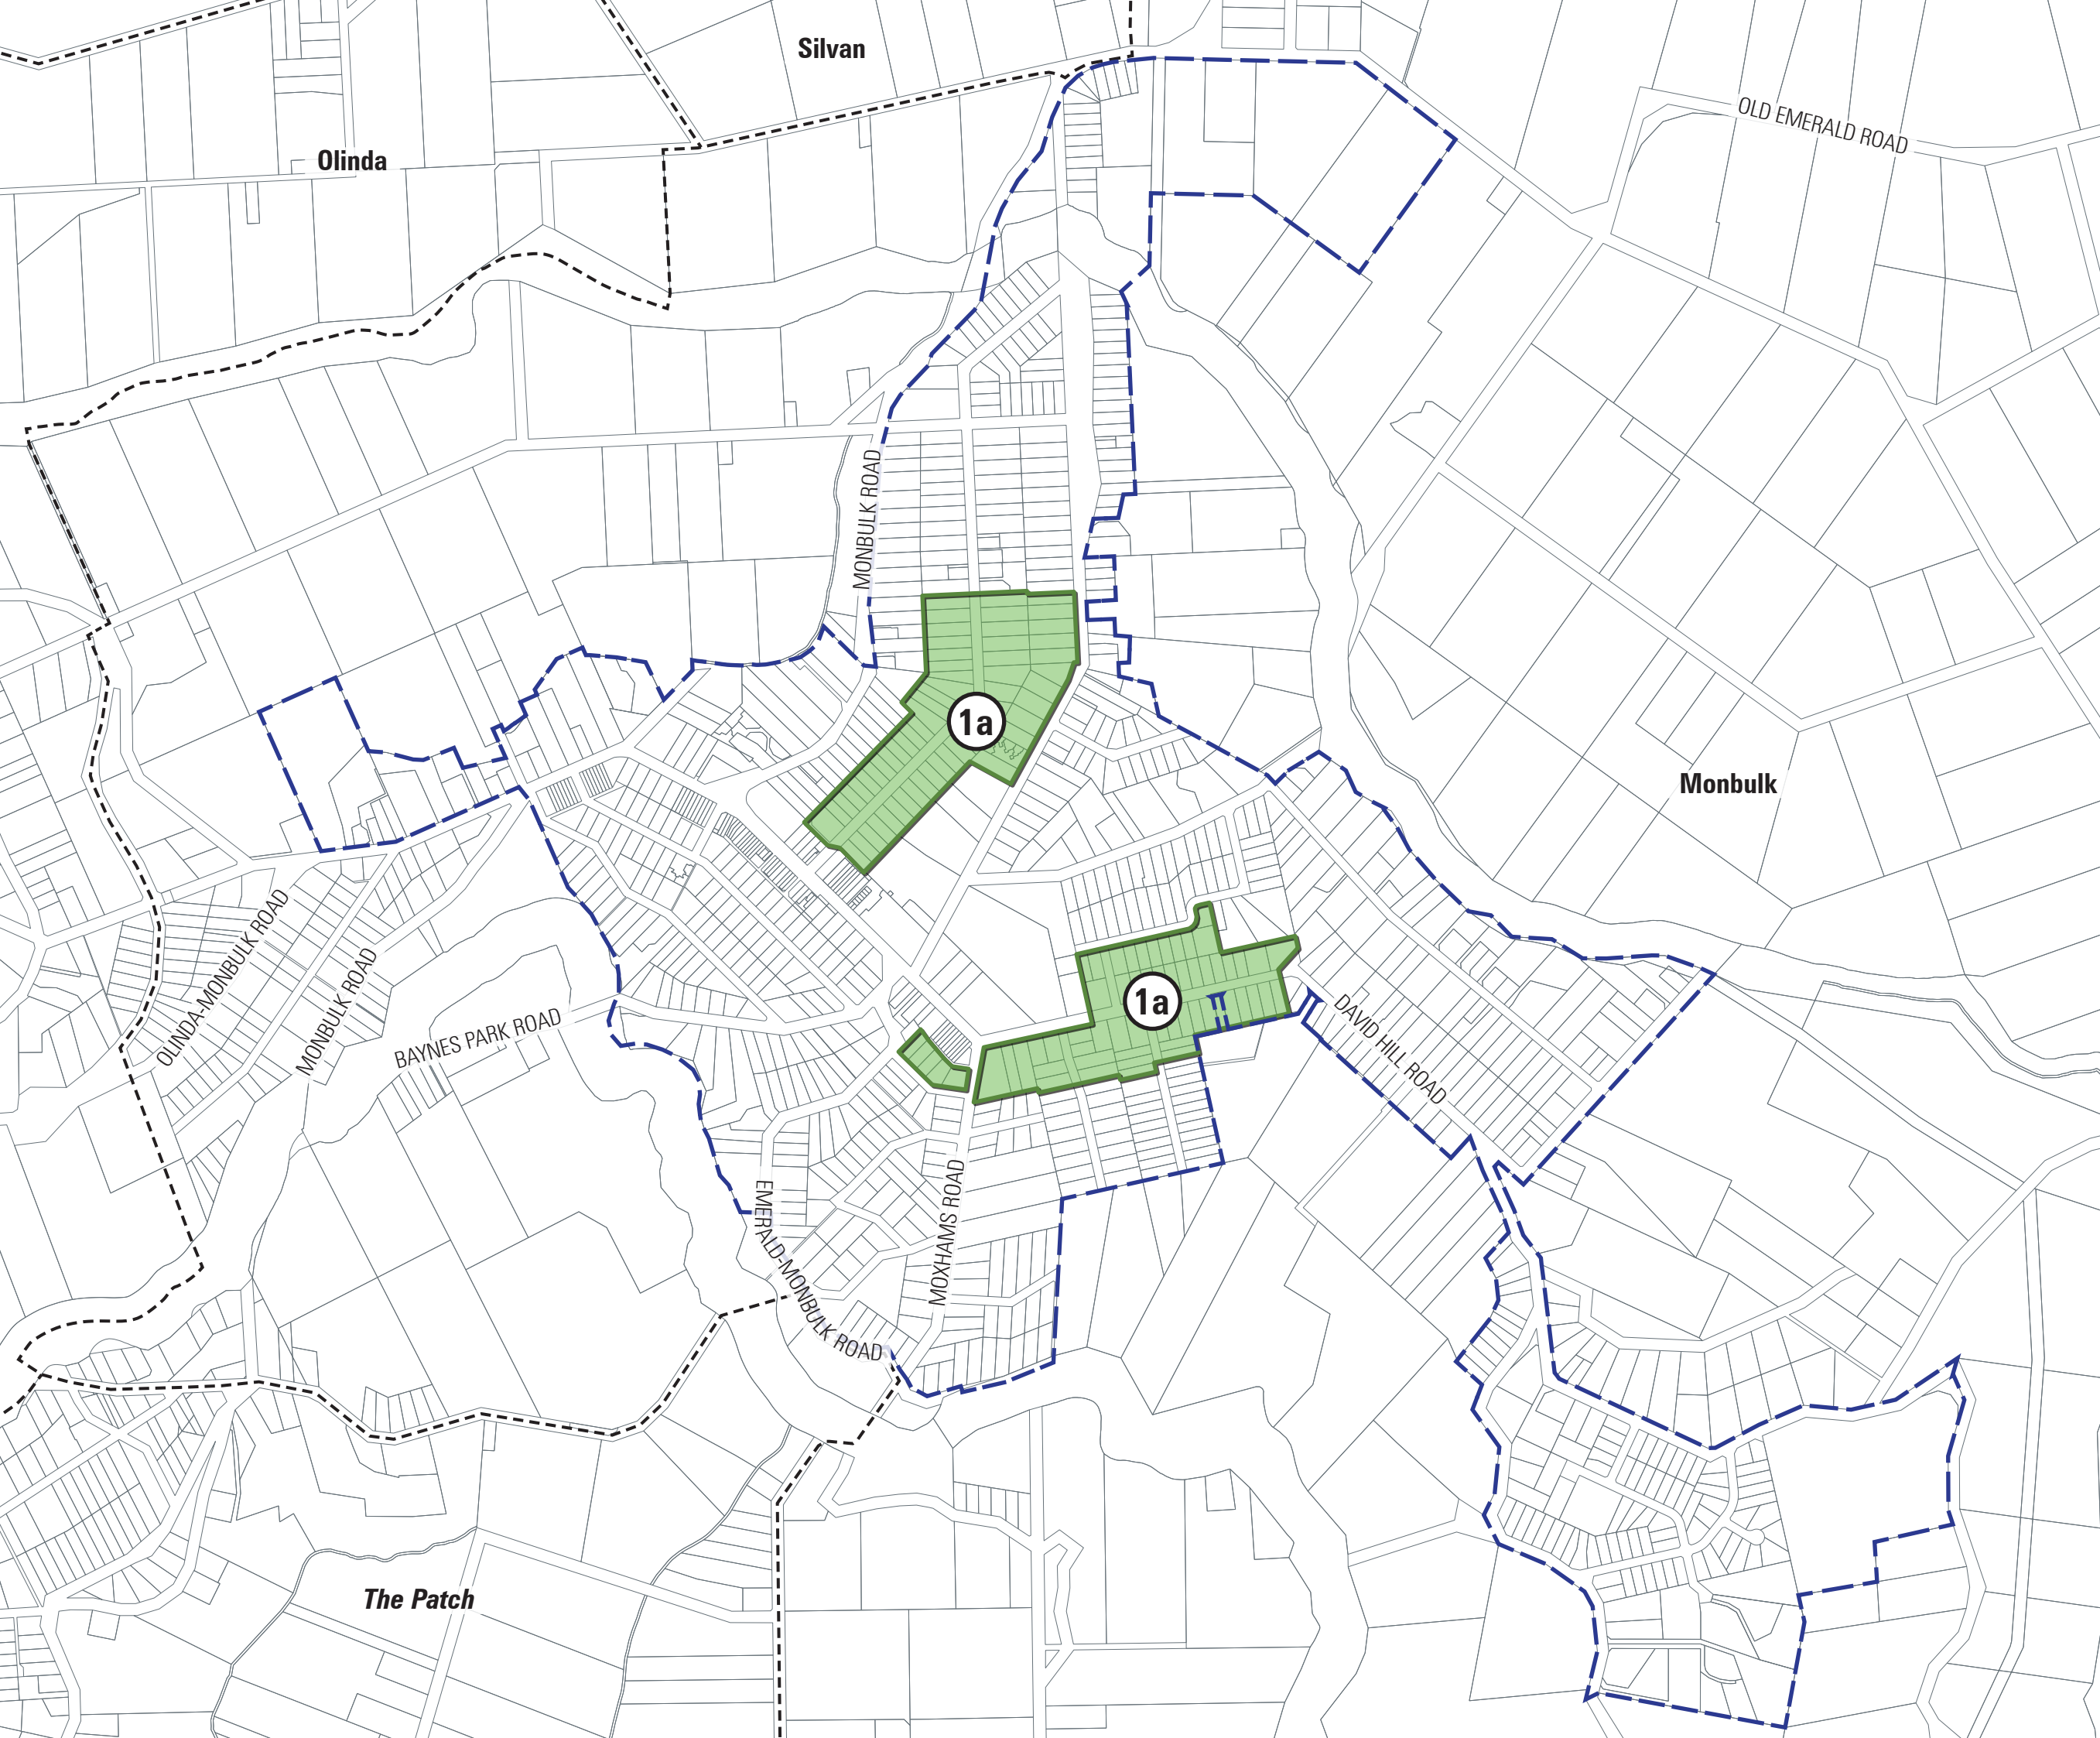 Silvan
OLD EMERALD ROAD
Olinda
MONBULK ROAD
1a
Monbulk
OLINDA-MONBULK ROAD
MONBULK ROAD
BAYNES PARK ROAD
1a
DAVID HILL ROAD
EMERALD-MONBULK ROAD
MOXHAMS ROAD
The Patch